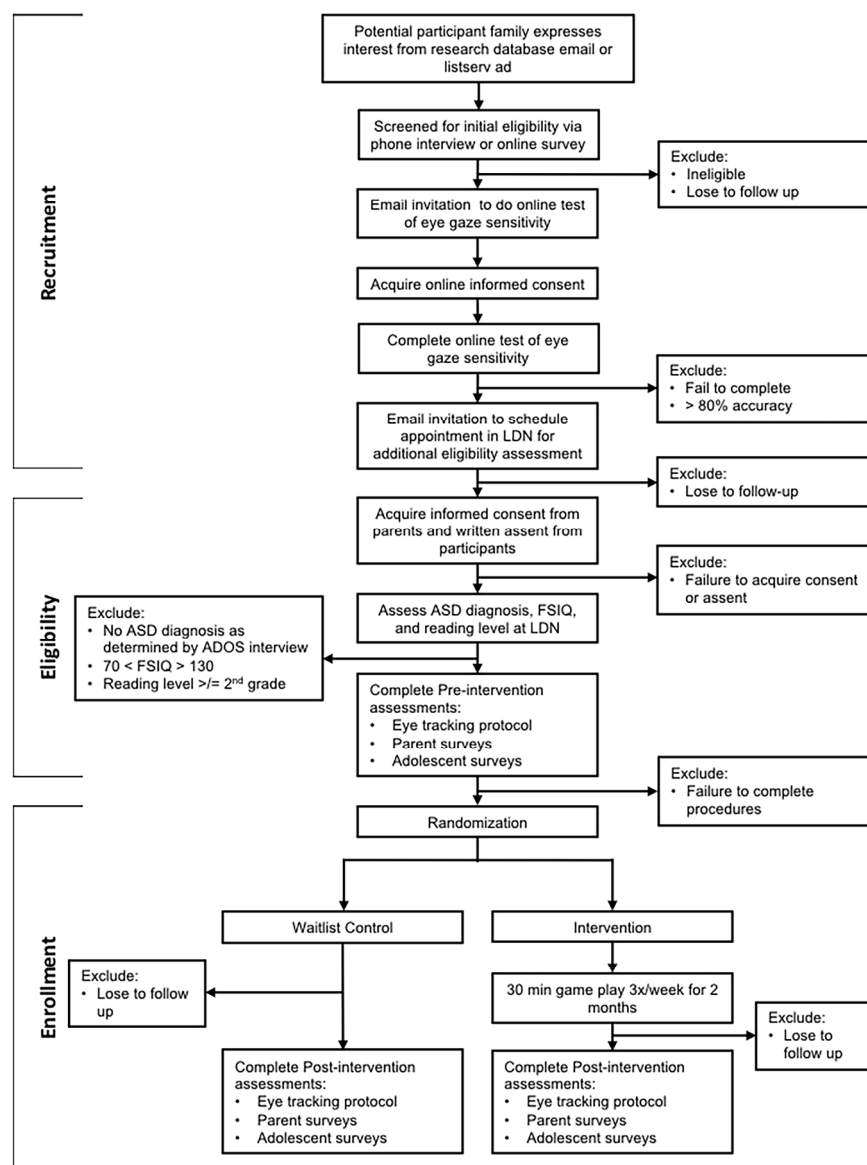 Recruitment
Potential participant family expresses
interest from research database email or
listserv ad
Screened for initial eligibility via
phone interview or online survey
Exclude:
• Ineligible
• Lose to follow up
Email invitation to do online test
of eye gaze sensitivity
Acquire online informed consent
Complete online test of eye
gaze sensitivity
Exclude:
• Fail to complete
• > 80% accuracy
Email invitation to schedule
appointment in LDN for
additional eligibility assessment
Exclude:
• Lose to follow-up
Eligibility
Acquire informed consent from
parents and written assent from
participants
Exclude:
• Failure to acquire consent
or assent
Assess ASD diagnosis, FSIQ,
and reading level at LDN
Exclude:
• No ASD diagnosis as
determined by ADOS interview
• 70 < FSIQ > 130
• Reading level >/= 2nd grade
Complete Pre-intervention
assessments:
• Eye tracking protocol
• Parent surveys
• Adolescent surveys
Exclude:
• Failure to complete
procedures
Enrollment
Randomization
Waitlist Control
Intervention
Exclude:
• Lose to follow
up
30 min game play 3x/week for 2
months
Exclude:
• Lose to
follow up
Complete Post-intervention
assessments:
• Eye tracking protocol
• Parent surveys
• Adolescent surveys
Complete Post-intervention
assessments:
• Eye tracking protocol
• Parent surveys
• Adolescent surveys